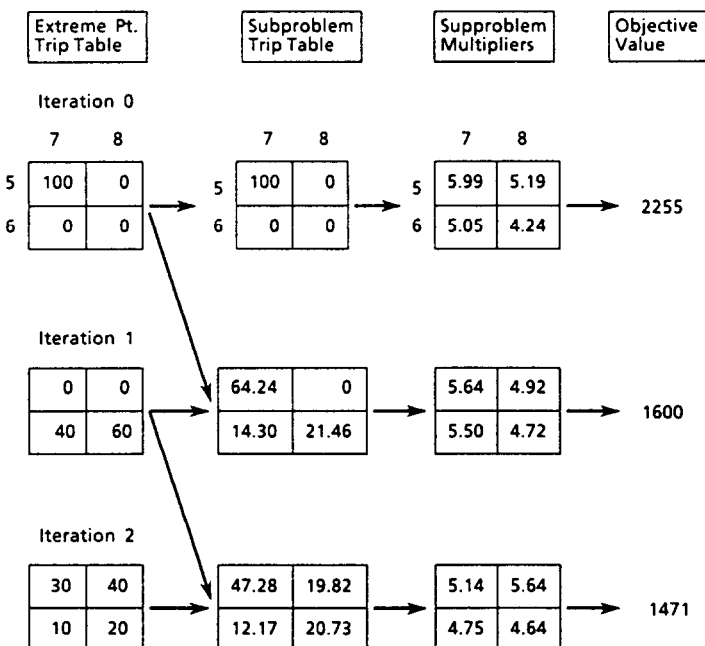 Extreme Pt. Trip Table
Subproblem Trip Table
Supproblem Multipliers
Objective Value
Iteration 0
7 8
7 8
7 8
5 100 0
5 100 0
5 5.99 5.19
2255
6 0 0
6 0 0
6 5.05 4.24
Iteration 1
0 0
64.24 0
5.64 4.92
1600
40 60
14.30 21.46
5.50 4.72
Iteration 2
30 40
47.28 19.82
5.14 5.64
1471
10 20
12.17 20.73
4.75 4.64